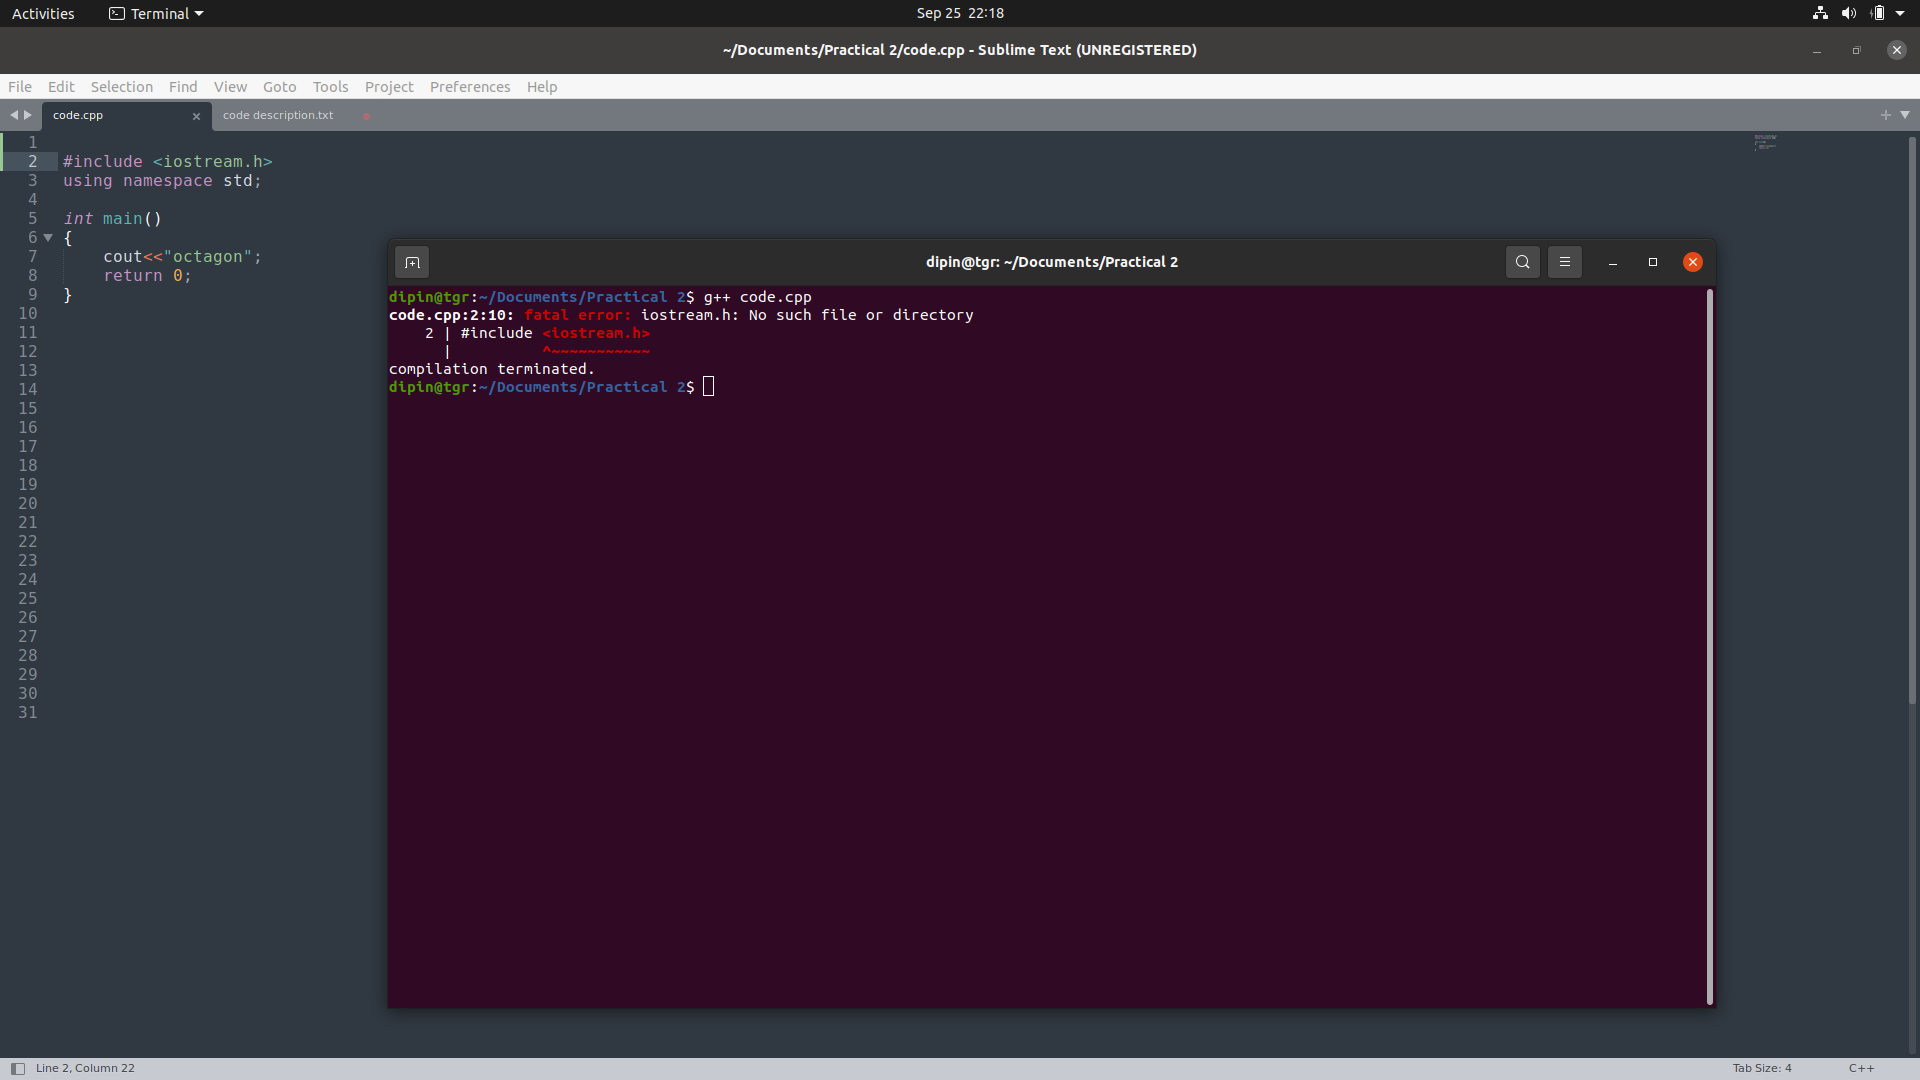 Activities Terminal Sep 25 22:18
~/Documents/Practical 2/code.cpp - Sublime Text (UNREGISTERED)
File Edit Selection Find View Goto Tools Project Preferences Help
code.cpp code description.txt
1
2 #include <iostream.h>
3 using namespace std;
4
5 int main()
6 {
7 cout<<"octagon";
8 return 0;
9 }
10
11
12
13
14
15
16
17
18
19
20
21
22
23
24
25
26
27
28
29
30
31
dipin@tgr: ~/Documents/Practical 2
dipin@tgr:~/Documents/Practical 2$ g++ code.cpp
code.cpp:2:10: fatal error: iostream.h: No such file or directory
2 | #include <iostream.h>
| ^~~~~~~~~~~~
compilation terminated.
dipin@tgr:~/Documents/Practical 2$
Line 2, Column 22 Tab Size: 4 C++